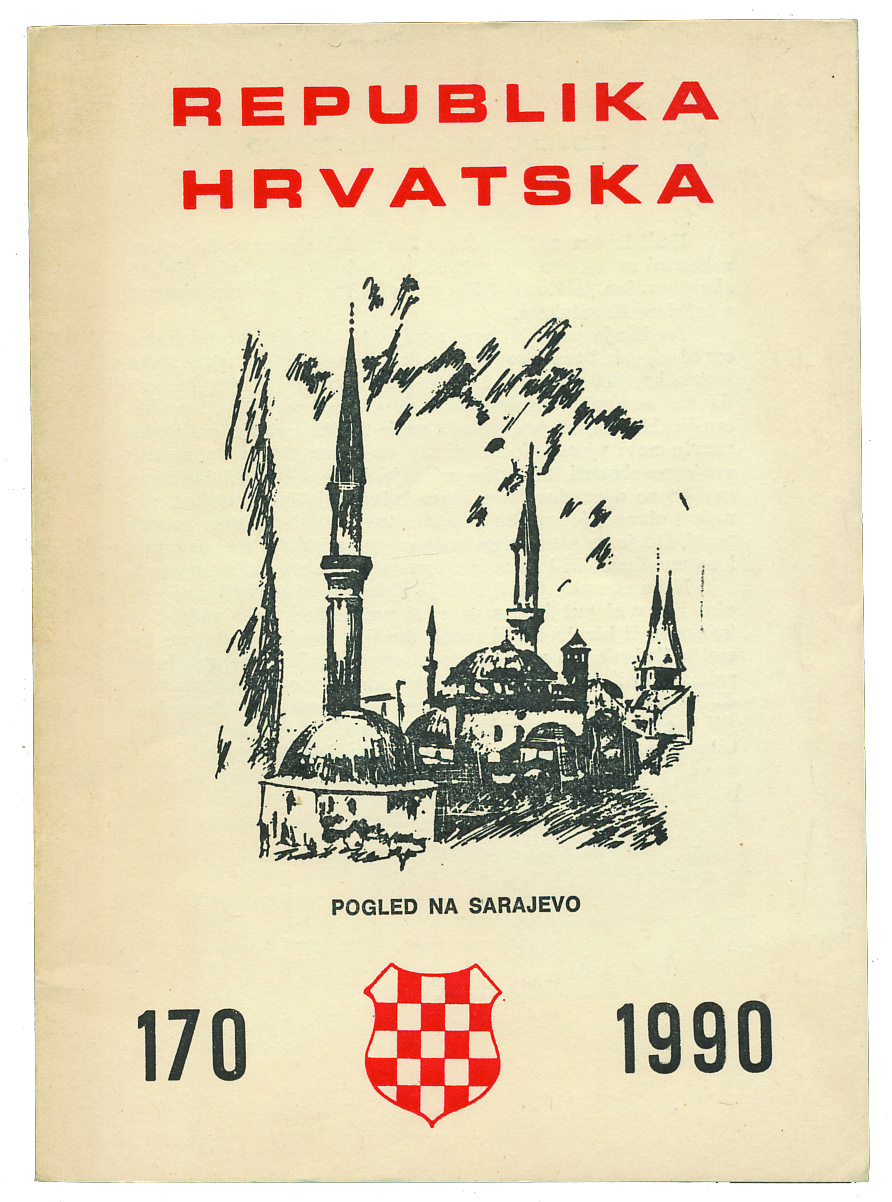 REPUBLIKA
HRVATSKA
POGLED NA SARAJEVO
170
1990